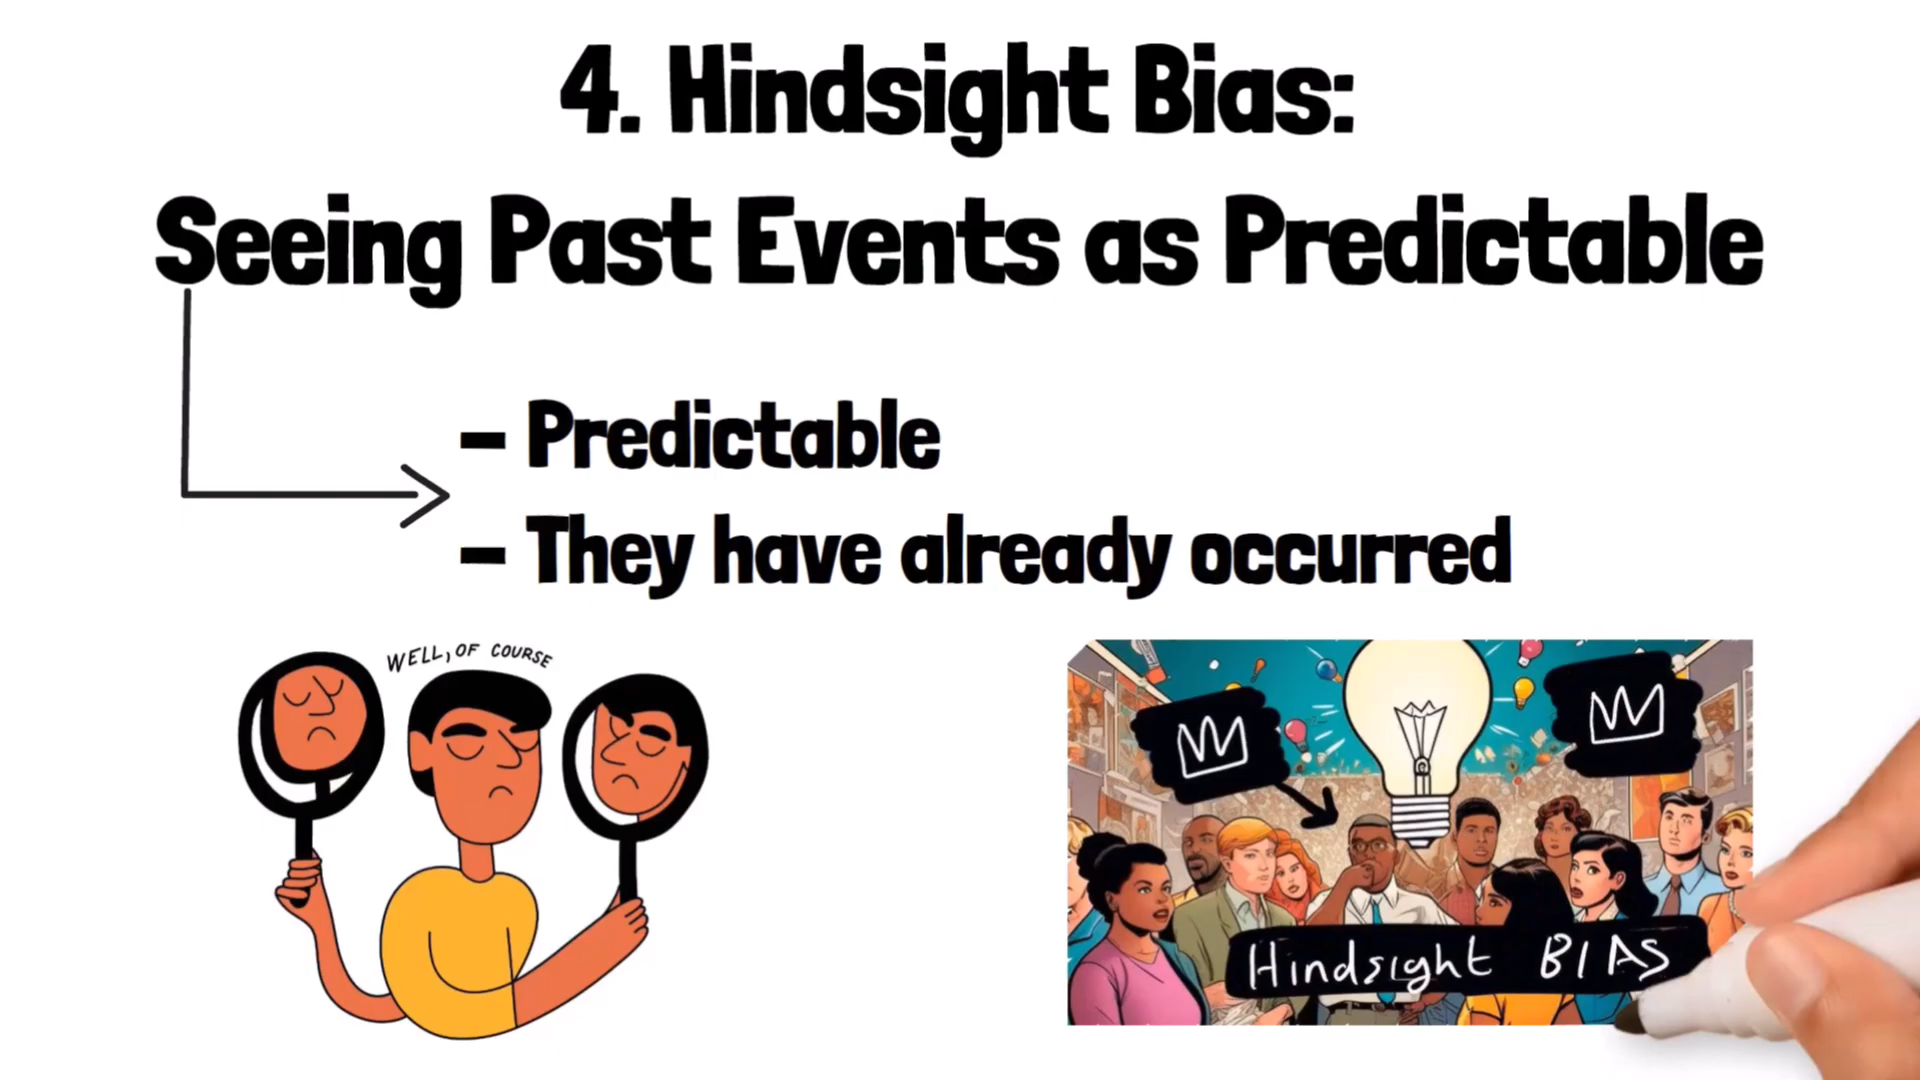 4. Hindsight Bias:
Seeing Past Events as Predictable
– Predictable
– They have already occurred
WELL, OF COURSE
Hindsight BIAS